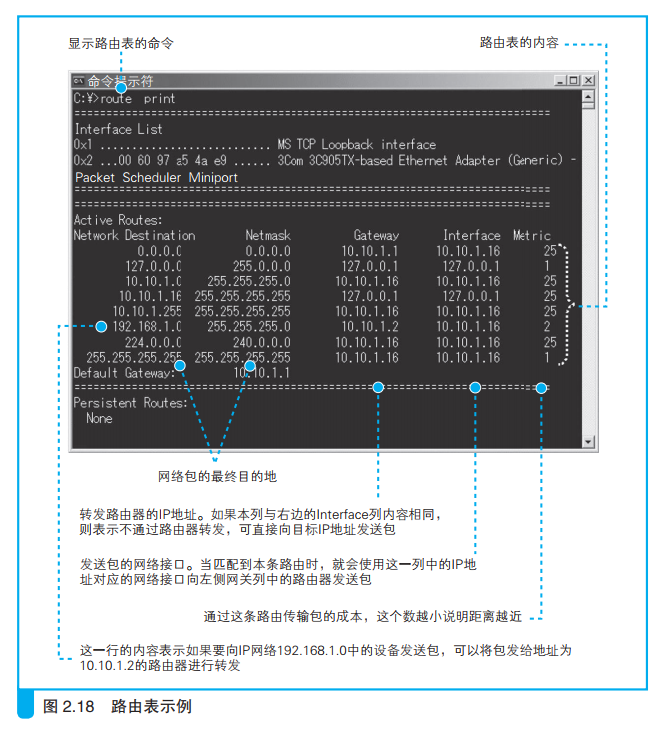 显示路由表的命令
路由表的内容
命令提示符
C:¥>route print
Interface List
0x1 ........................... MS TCP Loopback interface
0x2 ...00 60 97 a5 4a e9 ...... 3Com 3C905TX-based Ethernet Adapter (Generic) -
Packet Scheduler Miniport
Active Routes:
Network Destination Netmask Gateway Interface Metric
0.0.0.0 0.0.0.0 10.10.1.1 10.10.1.16 25
127.0.0.0 255.0.0.0 127.0.0.1 127.0.0.1 1
10.10.1.0 255.255.255.0 10.10.1.16 10.10.1.16 25
10.10.1.16 255.255.255.255 127.0.0.1 127.0.0.1 25
10.10.1.255 255.255.255.255 10.10.1.16 10.10.1.16 25
192.168.1.0 255.255.255.0 10.10.1.2 10.10.1.16 2
224.0.0.0 240.0.0.0 10.10.1.16 10.10.1.16 25
255.255.255.255 255.255.255.255 10.10.1.16 10.10.1.16 1
Default Gateway: 10.10.1.1
Persistent Routes:
None
网络包的最终目的地
转发路由器的IP地址。如果本列与右边的Interface列内容相同，
则表示不通过路由器转发，可直接向目标IP地址发送包
发送包的网络接口。当匹配到本条路由时，就会使用这一列中的IP地
址对应的网络接口向左侧网关列中的路由器发送包
通过这条路由传输包的成本，这个数越小说明距离越近
这一行的内容表示如果要向IP网络192.168.1.0中的设备发送包，可以将包发给地址为
10.10.1.2的路由器进行转发
图 2.18 路由表示例